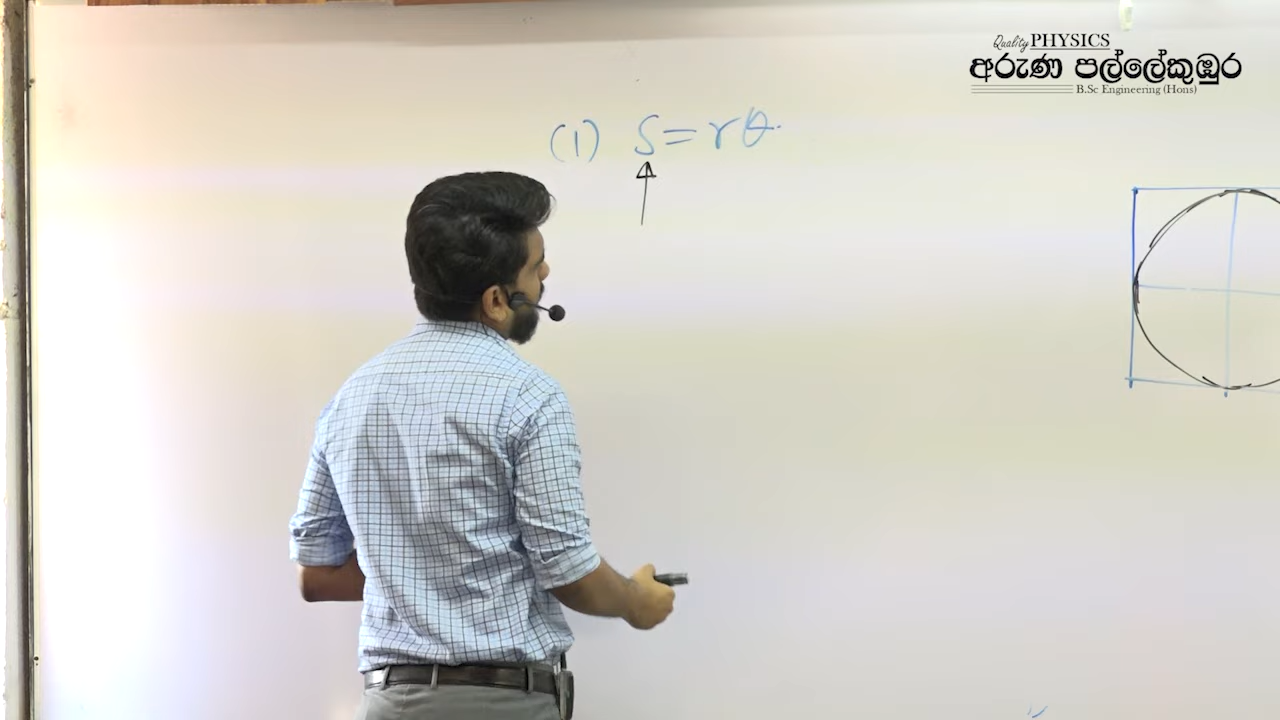 Quality PHYSICS
අරුණ පල්ලේකුඹුර
B.Sc Engineering (Hons)
(1) S = rθ.